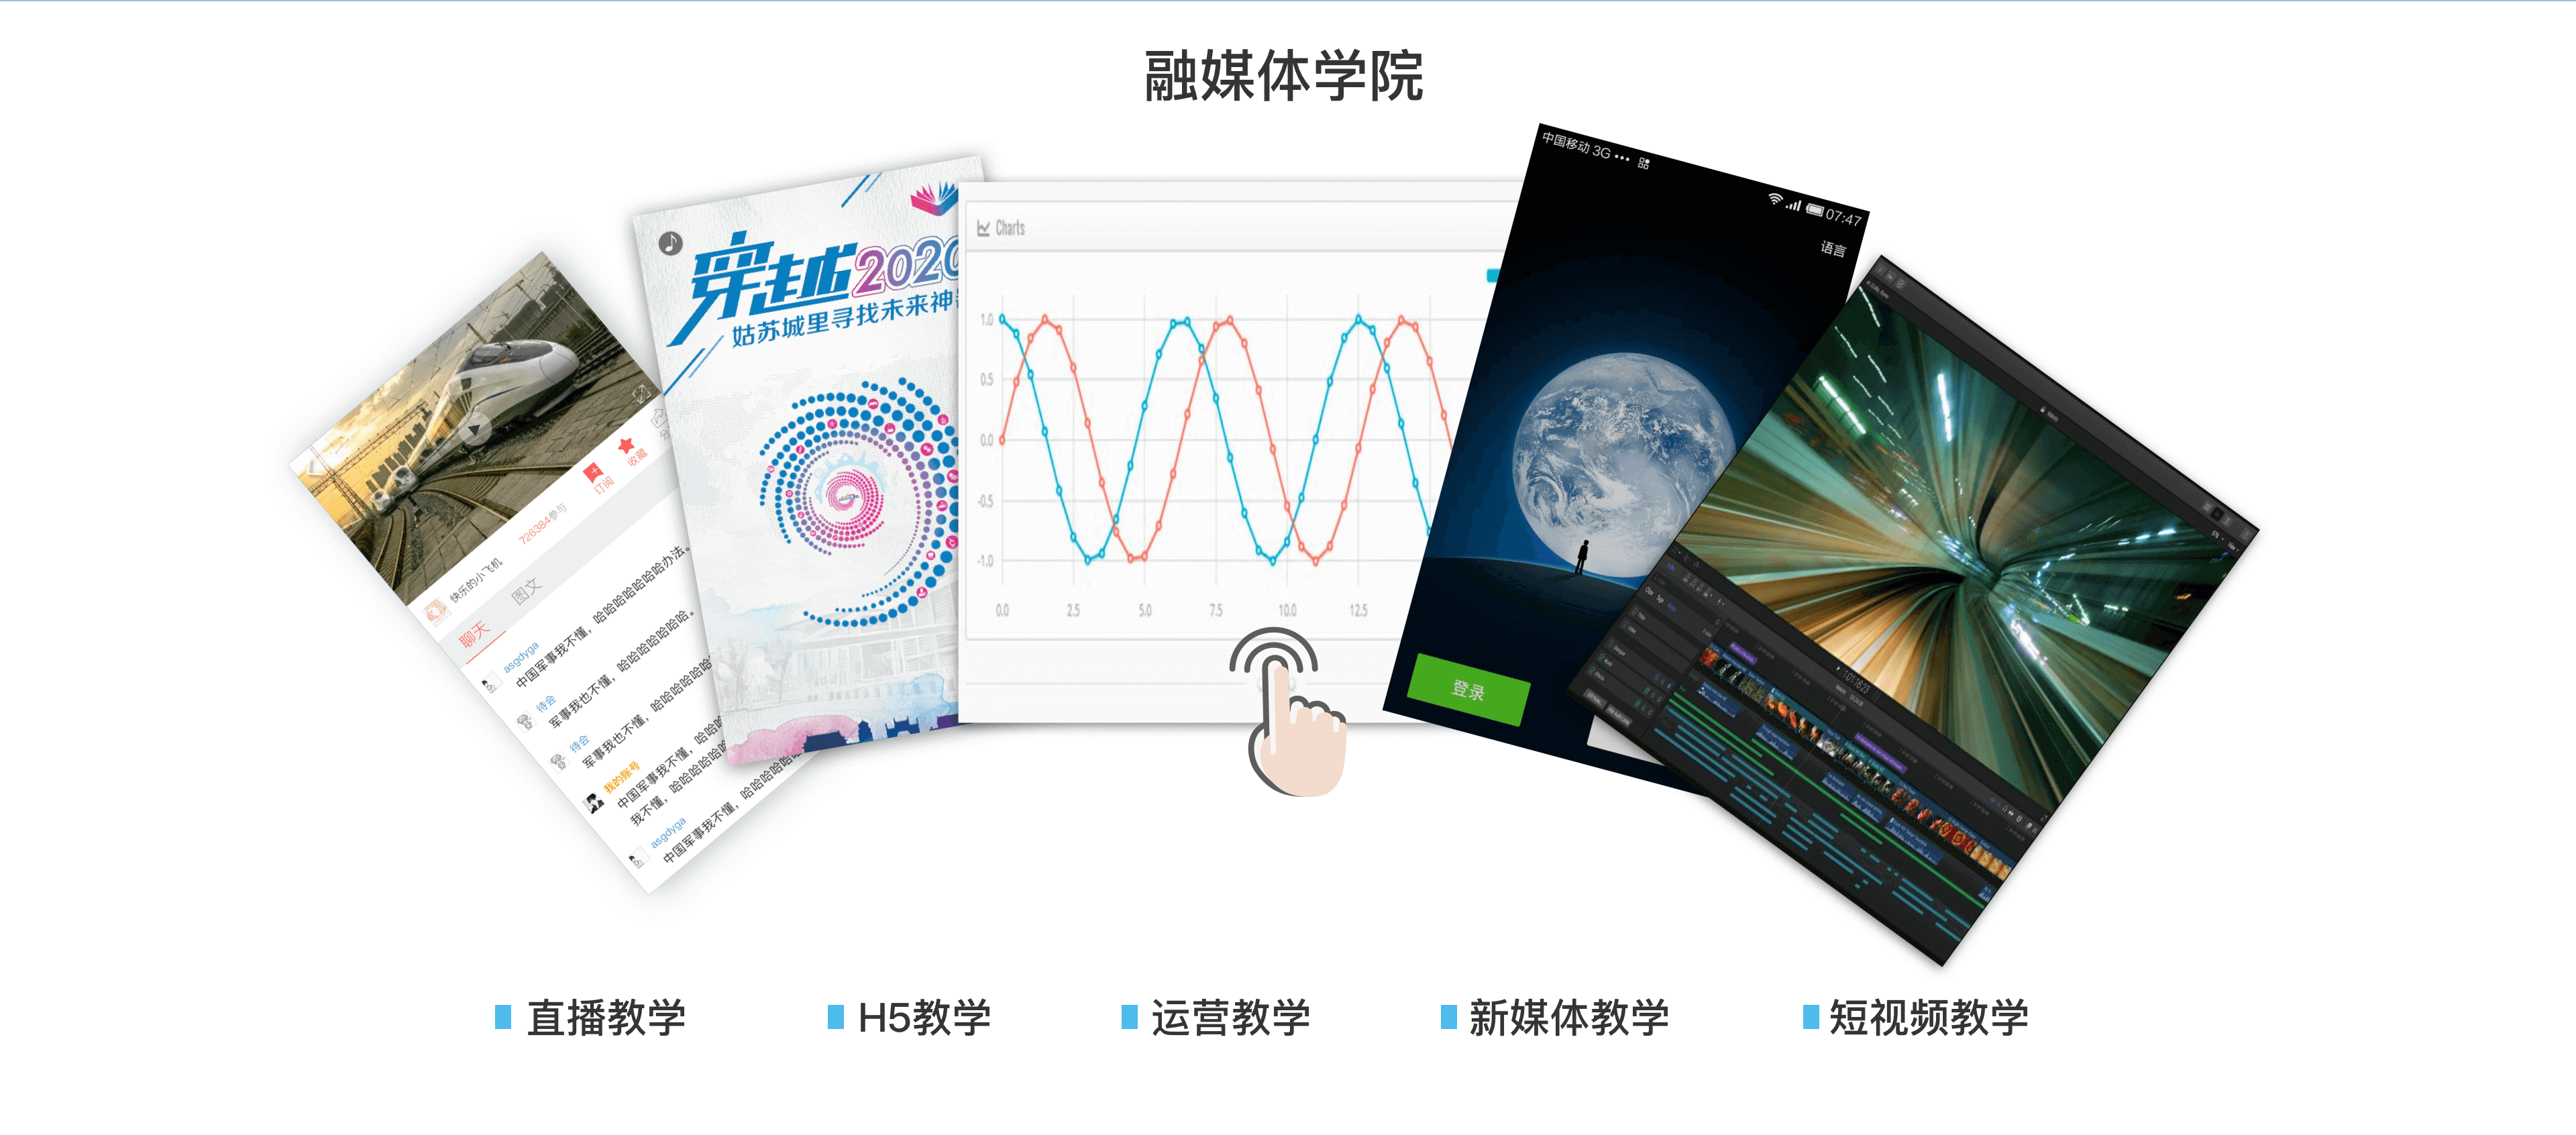 融媒体学院
快乐的小飞机
726384参与
订阅
收藏
聊天
图文
asgdyga
中国军事我不懂，哈哈哈哈哈哈办法。
待会
军事我也不懂，哈哈哈哈哈哈。
待会
军事我也不懂，哈哈哈哈哈哈
我的账号
中国军事我不懂，哈哈哈
我不懂，哈哈哈哈哈哈
asgdyga
中国军事我不懂，哈哈哈哈哈哈
穿越2020
姑苏城里寻找未来神
Charts
1.0
0.5
0.0
-0.5
-1.0
0.0 2.5 5.0 7.5 10.0 12.5
中国移动 3G
07:47
语言
登录
1:01:16:23
直播教学
H5教学
运营教学
新媒体教学
短视频教学